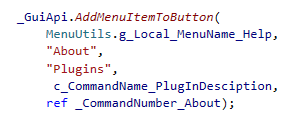 _GuiApi.AddMenuItemToButton(
MenuUtils.g_Local_MenuName_Help,
"About",
"Plugins",
c_CommandName_PlugInDesciption,
ref _CommandNumber_About);